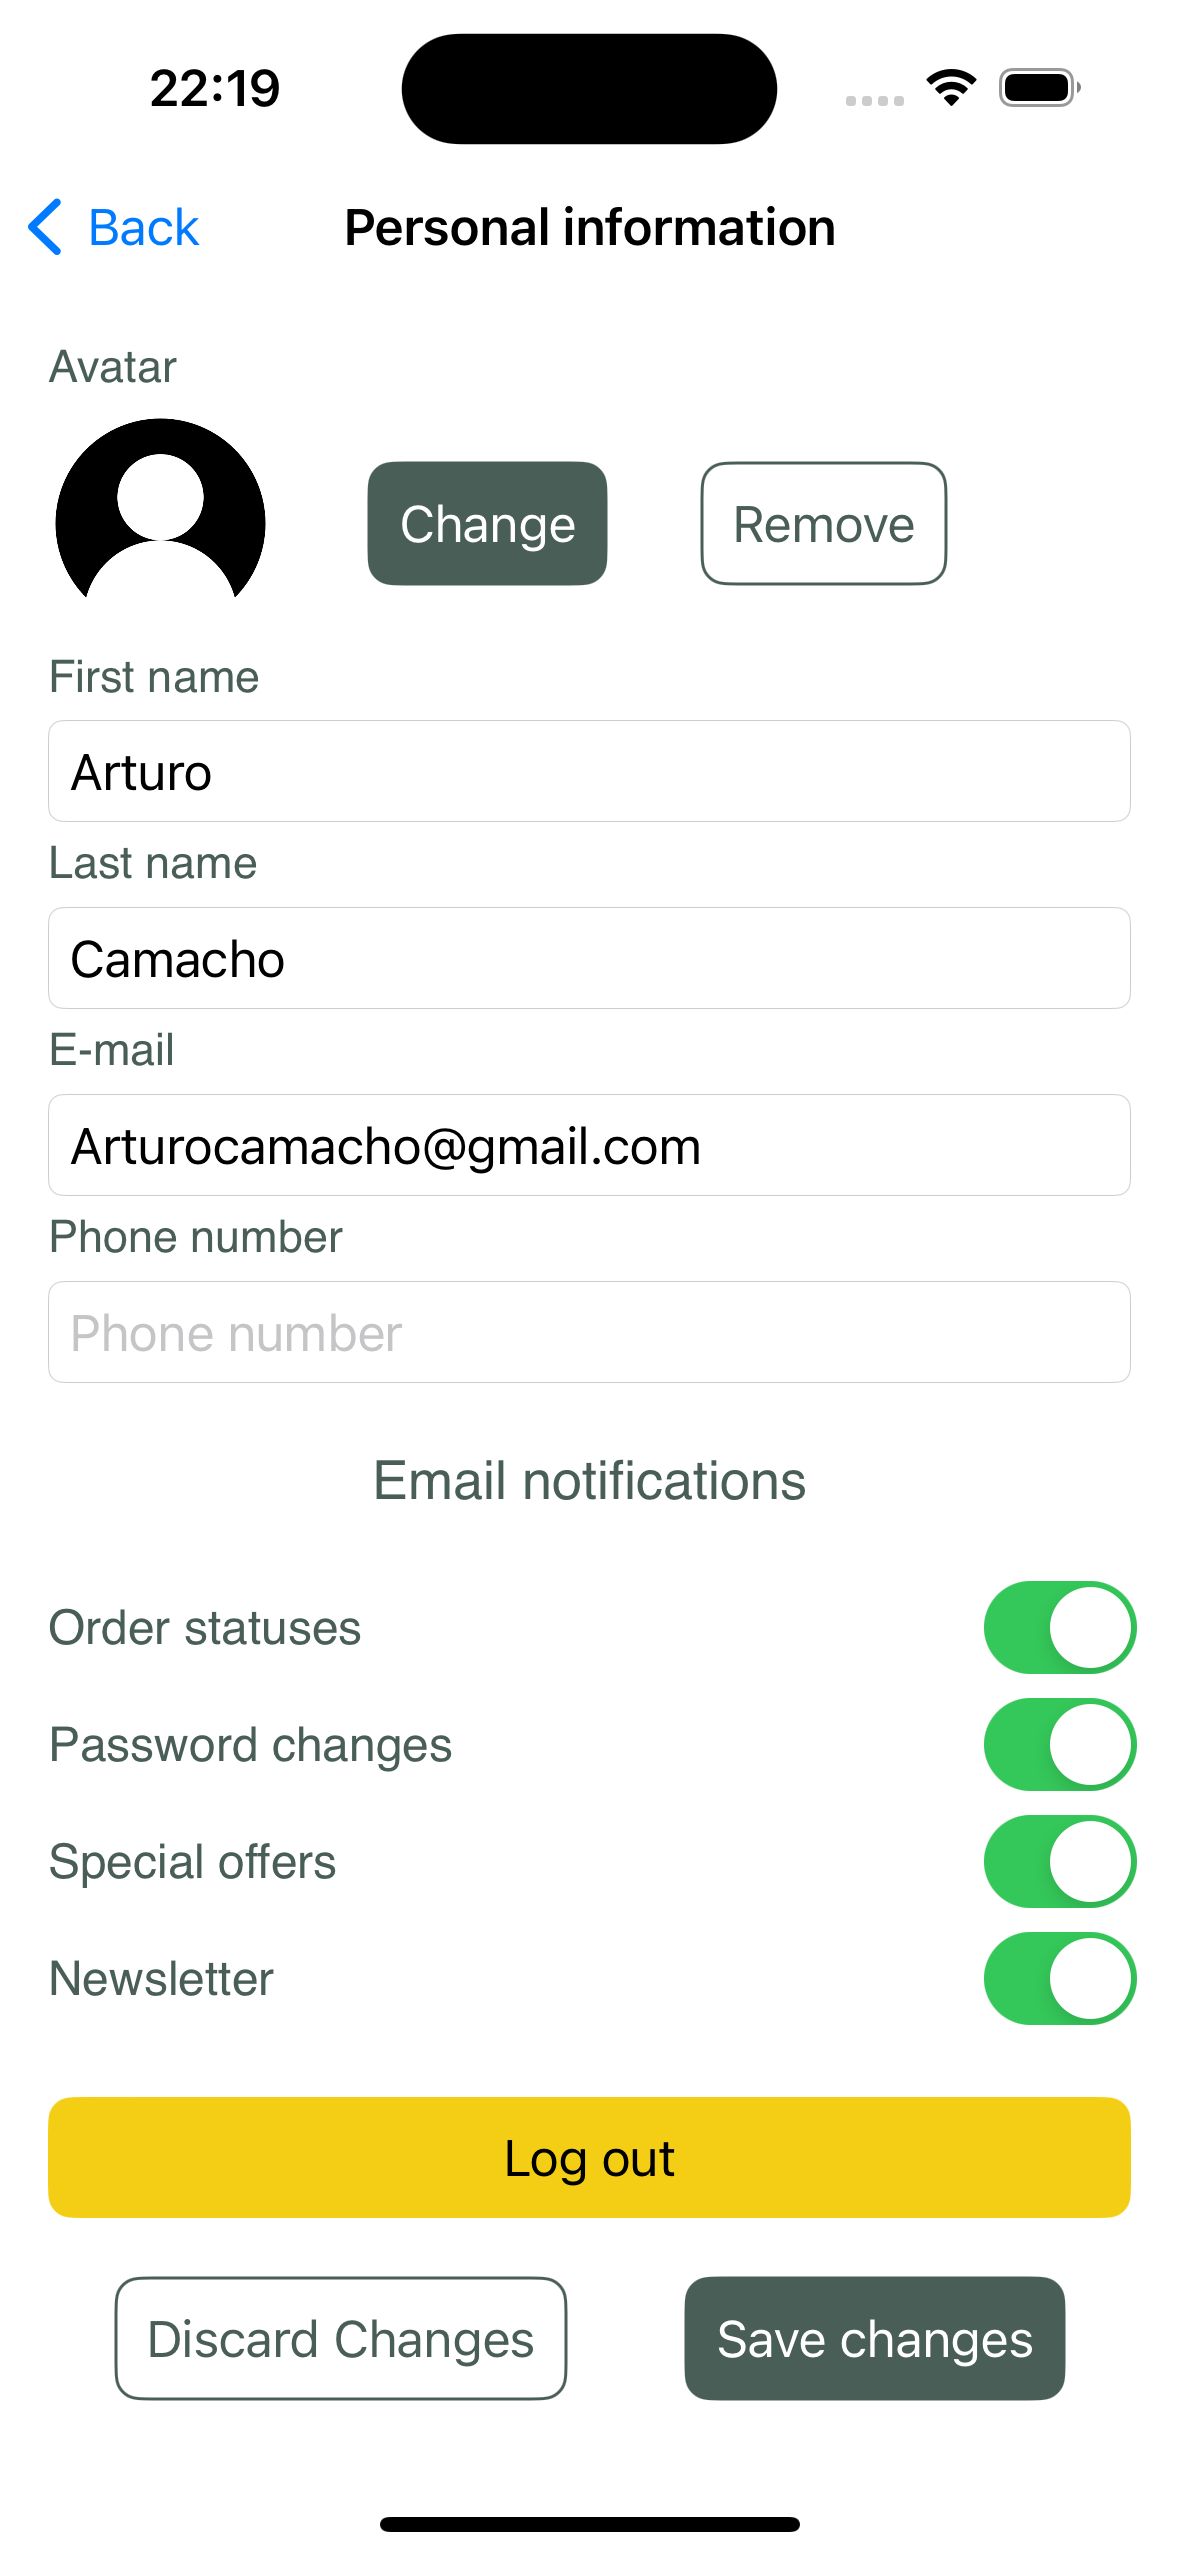 22:19
Back
Personal information
Avatar
Change
Remove
First name
Arturo
Last name
Camacho
E-mail
Arturocamacho@gmail.com
Phone number
Phone number
Email notifications
Order statuses
Password changes
Special offers
Newsletter
Log out
Discard Changes
Save changes